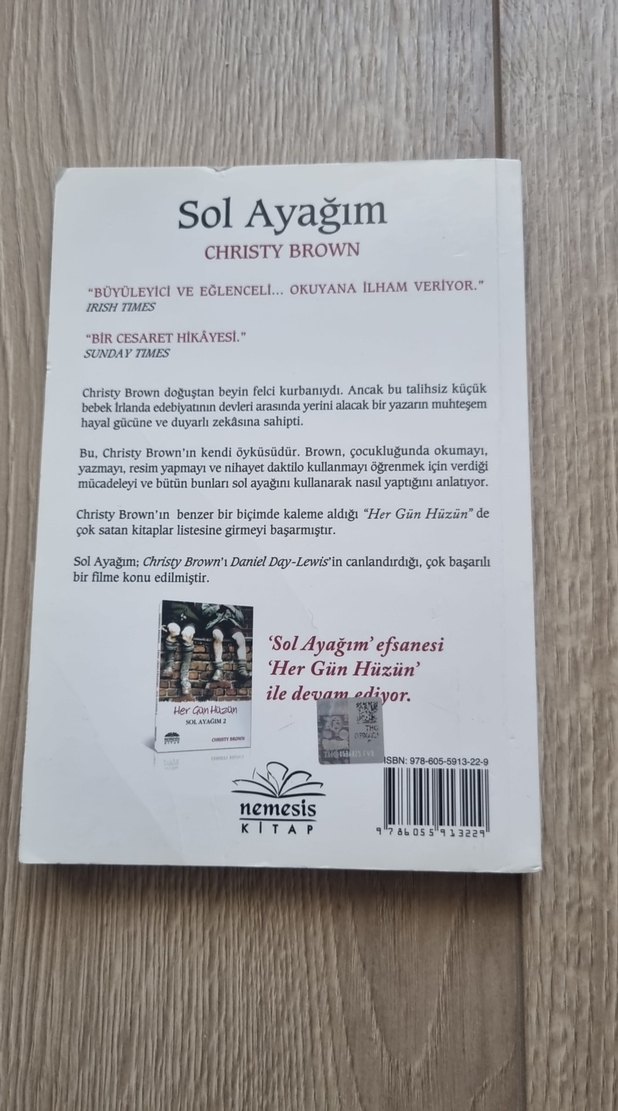 Sol Ayağım
CHRISTY BROWN
“BÜYÜLEYİCİ VE EĞLENCELİ... OKUYANA İLHAM VERİYOR.”
IRISH TIMES
“BİR CESARET HİKÂYESİ.”
SUNDAY TIMES
Christy Brown doğuştan beyin felci kurbanıydı. Ancak bu talihsiz küçük
bebek İrlanda edebiyatının devleri arasında yerini alacak bir yazarın muhteşem
hayal gücüne ve duyarlı zekâsına sahipti.
Bu, Christy Brown’ın kendi öyküsüdür. Brown, çocukluğunda okumayı,
yazmayı, resim yapmayı ve nihayet daktilo kullanmayı öğrenmek için verdiği
mücadeleyi ve bütün bunları sol ayağını kullanarak nasıl yaptığını anlatıyor.
Christy Brown’ın benzer bir biçimde kaleme aldığı “Her Gün Hüzün” de
çok satan kitaplar listesine girmeyi başarmıştır.
Sol Ayağım; Christy Brown’ı Daniel Day-Lewis’in canlandırdığı, çok başarılı
bir filme konu edilmiştir.
‘Sol Ayağım’ efsanesi
‘Her Gün Hüzün’
ile devam ediyor.
Her Gün Hüzün
SOL AYAĞIM 2
CHRISTY BROWN
nemesis
KİTAP
ISBN: 978-605-5913-22-9
9 786055 913229